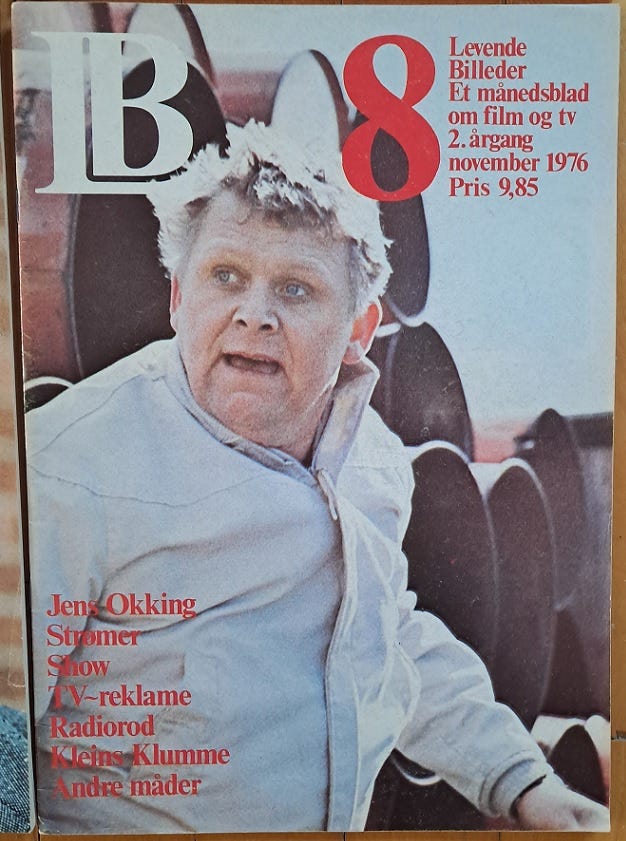 LB
8
Levende
Billeder
Et månedsblad
om film og tv
2. årgang
november 1976
Pris 9,85
Jens Okking
Strømer
Show
TV-reklame
Radiorod
Kleins Klumme
Andre måder